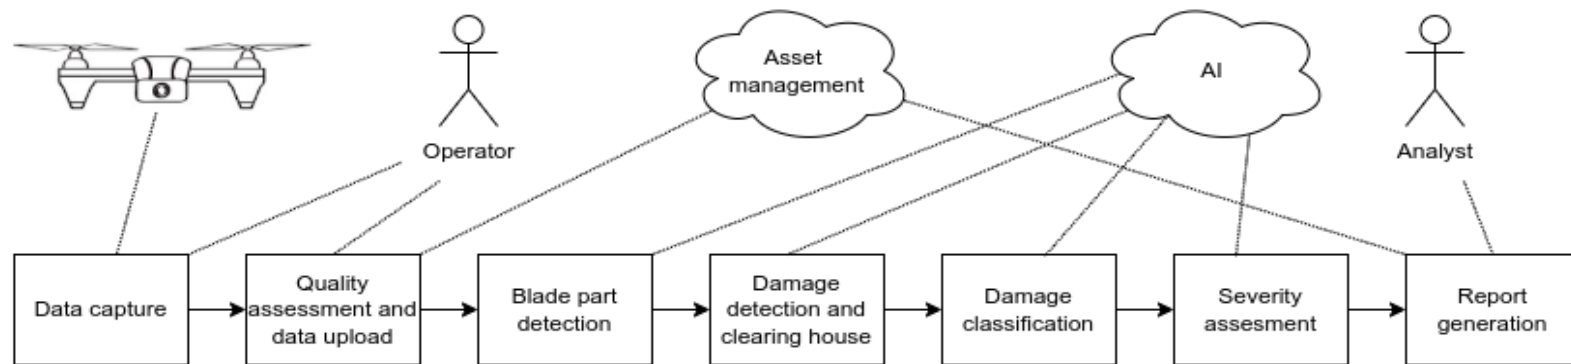 Asset
management
AI
Operator
Analyst
Data capture
Quality
assessment and
data upload
Blade part
detection
Damage
detection and
clearing house
Damage
classification
Severity
assesment
Report
generation